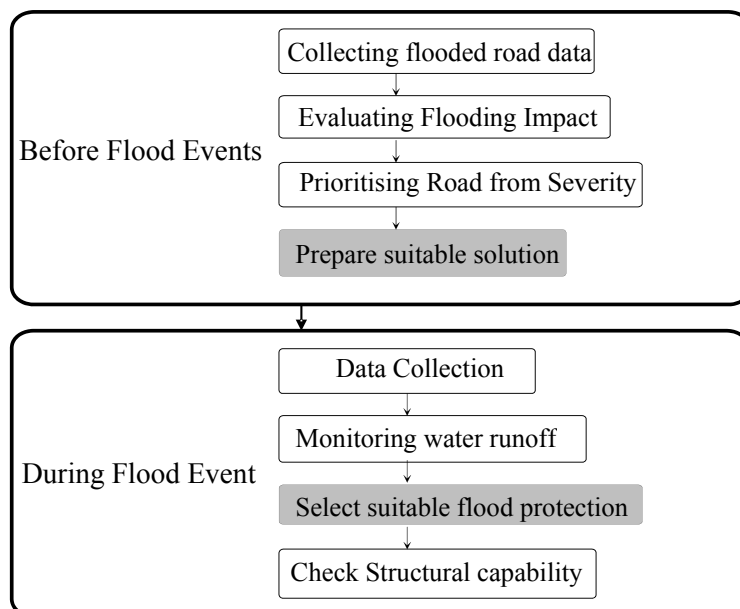 Collecting flooded road data
Evaluating Flooding Impact
Before Flood Events
Prioritising Road from Severity
Prepare suitable solution
Data Collection
Monitoring water runoff
During Flood Event
Select suitable flood protection
Check Structural capability